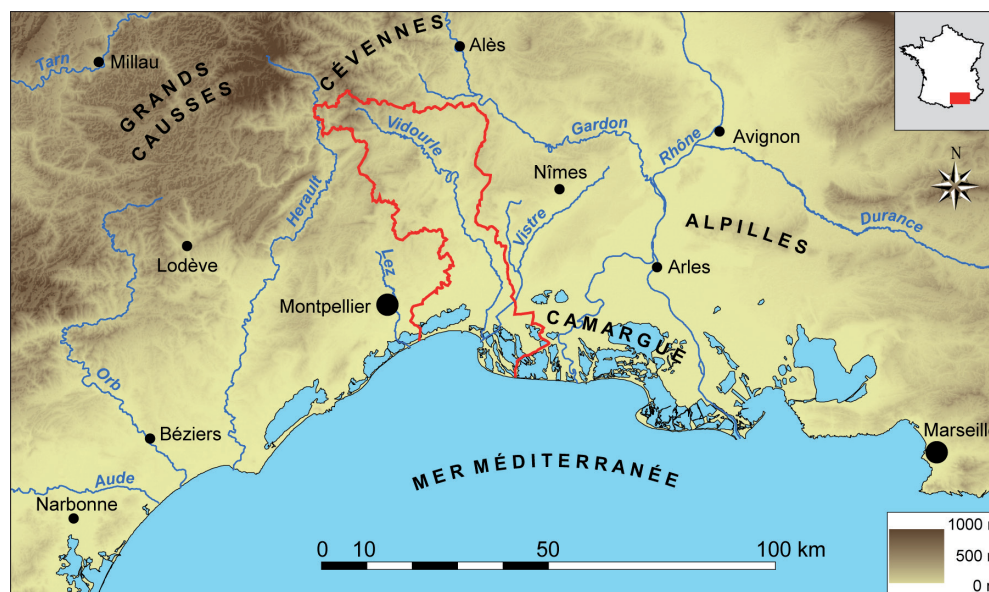 Tarn
Millau
GRANDS
CAUSSES
CÉVENNES
Alès
Vidourle
Gardon
Rhône
Avignon
N
Nîmes
Herault
Vistre
ALPILLES
Durance
Lodève
Lez
Arles
Montpellier
CAMARGUE
Orb
Béziers
Marseill
Aude
MER MÉDITERRANÉE
Narbonne
0 10 50 100 km
1000 m
500 m
0 m